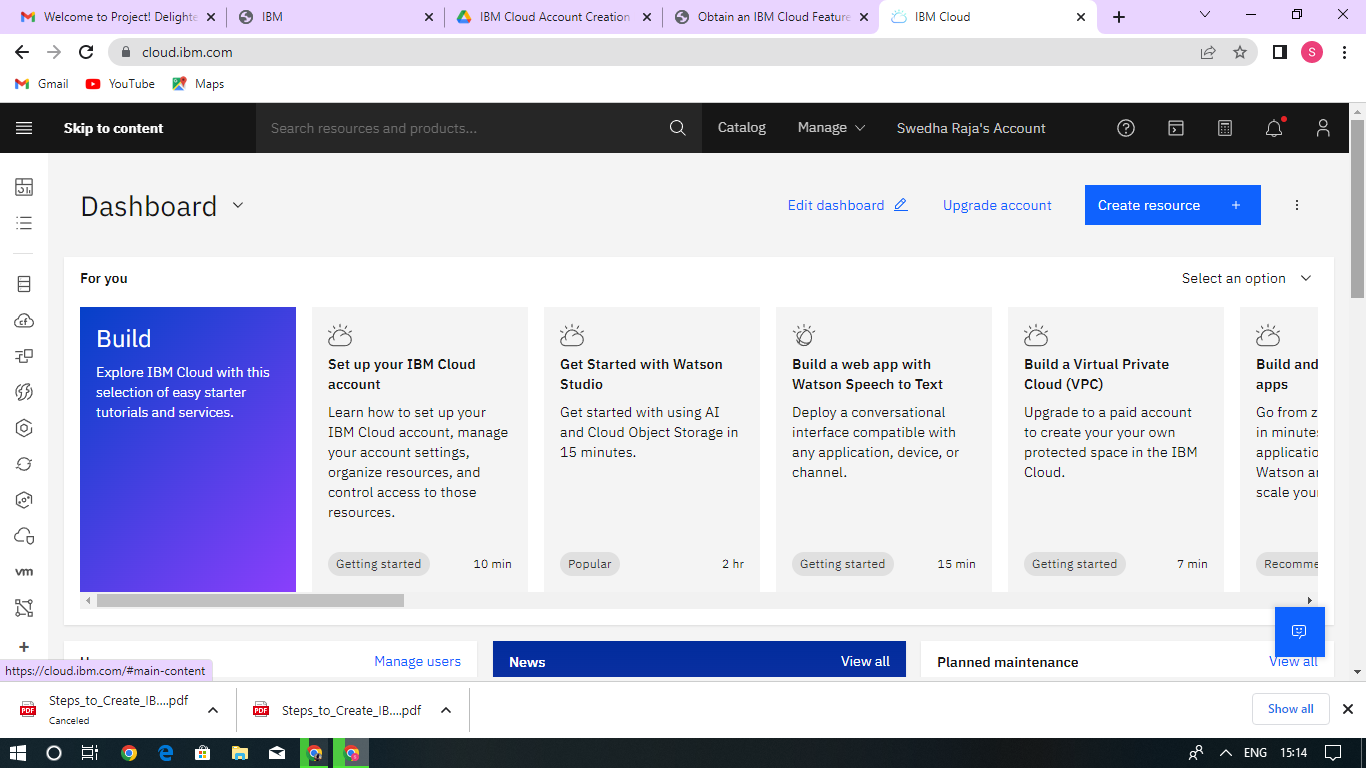 Welcome to Project! Delighte
IBM
IBM Cloud Account Creation
Obtain an IBM Cloud Feature
IBM Cloud
cloud.ibm.com
S
Gmail
YouTube
Maps
Skip to content
Search resources and products...
Catalog
Manage
Swedha Raja's Account
Dashboard
Edit dashboard
Upgrade account
Create resource +
For you
Select an option
Build
Explore IBM Cloud with this
selection of easy starter
tutorials and services.
Set up your IBM Cloud
account
Learn how to set up your
IBM Cloud account, manage
your account settings,
organize resources, and
control access to those
resources.
Getting started
10 min
Get Started with Watson
Studio
Get started with using AI
and Cloud Object Storage in
15 minutes.
Popular
2 hr
Build a web app with
Watson Speech to Text
Deploy a conversational
interface compatible with
any application, device, or
channel.
Getting started
15 min
Build a Virtual Private
Cloud (VPC)
Upgrade to a paid account
to create your your own
protected space in the IBM
Cloud.
Getting started
7 min
Build and
apps
Go from z
in minute
applicatio
Watson a
scale you
Recomme
cf
vm
Manage users
News
View all
Planned maintenance
View all
https://cloud.ibm.com/#main-content
PDF
Steps_to_Create_IB....pdf
Canceled
PDF
Steps_to_Create_IB....pdf
Show all
ENG
15:14